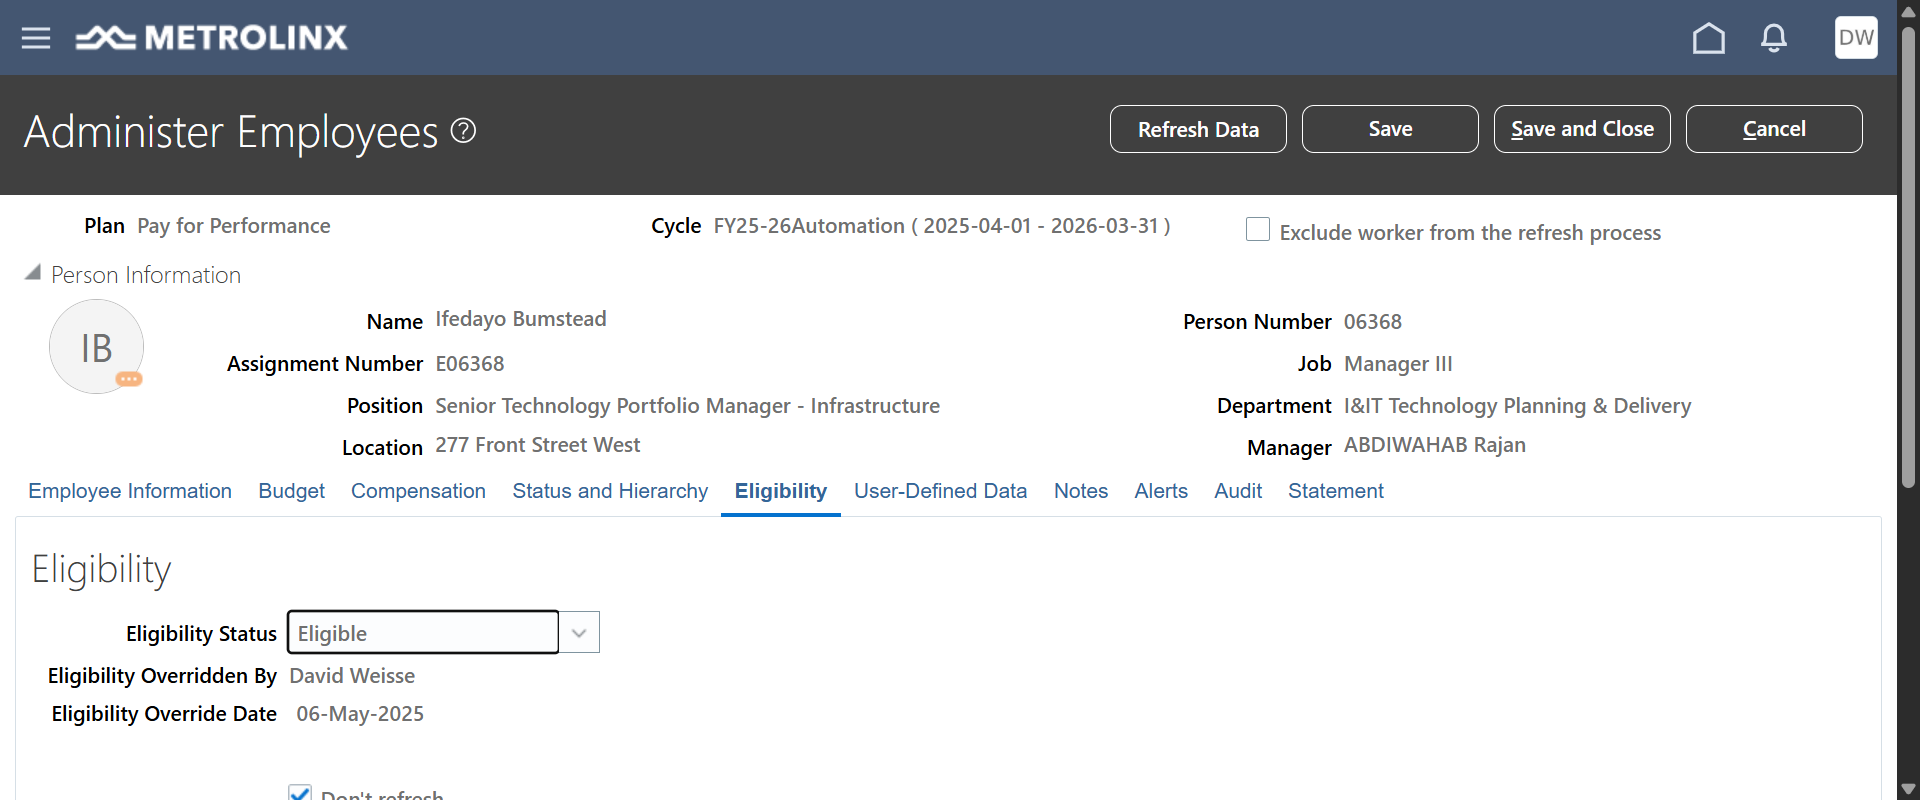 METROLINX
DW
Administer Employees ?
Refresh Data Save Save and Close Cancel
Plan Pay for Performance Cycle FY25-26Automation ( 2025-04-01 - 2026-03-31 ) Exclude worker from the refresh process
Person Information
IB
Name Ifedayo Bumstead Person Number 06368
Assignment Number E06368 Job Manager III
Position Senior Technology Portfolio Manager - Infrastructure Department I&IT Technology Planning & Delivery
Location 277 Front Street West Manager ABDIWAHAB Rajan
Employee Information Budget Compensation Status and Hierarchy Eligibility User-Defined Data Notes Alerts Audit Statement
Eligibility
Eligibility Status Eligible
Eligibility Overridden By David Weisse
Eligibility Override Date 06-May-2025
Don't refresh